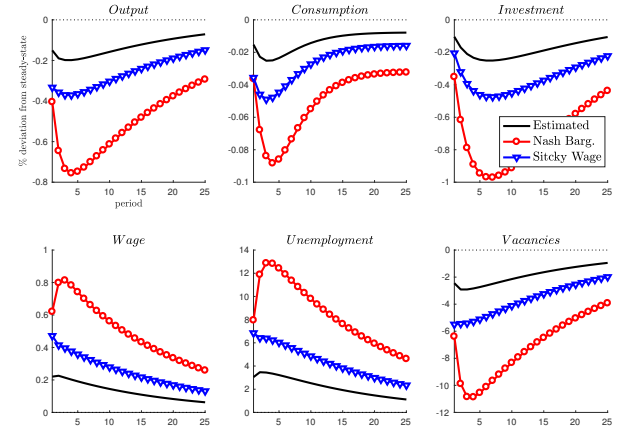 Output
Consumption
Investment
% deviation from steady-state
0
-0.2
-0.4
-0.6
-0.8
5 10 15 20 25
period
0
-0.02
-0.04
-0.06
-0.08
-0.1
5 10 15 20 25
0
-0.2
-0.4
-0.6
-0.8
-1
5 10 15 20 25
Estimated
Nash Barg.
Sitcky Wage
Wage
Unemployment
Vacancies
1
0.8
0.6
0.4
0.2
0
5 10 15 20 25
14
12
10
8
6
4
2
0
5 10 15 20 25
0
-2
-4
-6
-8
-10
-12
5 10 15 20 25